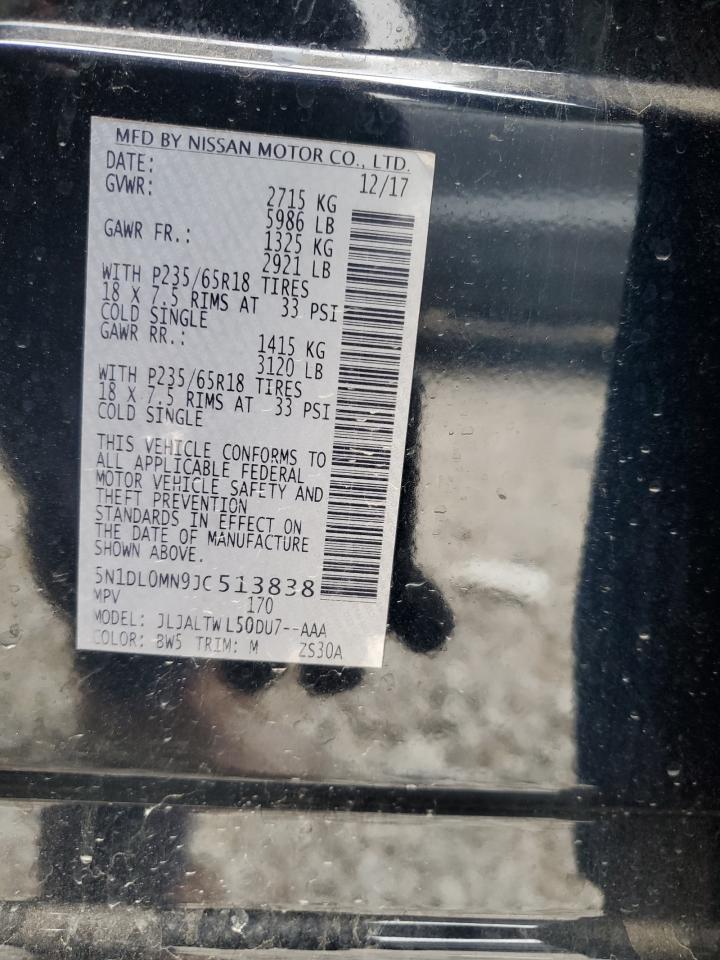 MFD BY NISSAN MOTOR CO., LTD.
DATE: 12/17
GVWR: 2715 KG
5986 LB
GAWR FR.: 1325 KG
2921 LB
WITH P235/65R18 TIRES
18 X 7.5 RIMS AT 33 PSI
COLD SINGLE
GAWR RR.: 1415 KG
3120 LB
WITH P235/65R18 TIRES
18 X 7.5 RIMS AT 33 PSI
COLD SINGLE
THIS VEHICLE CONFORMS TO
ALL APPLICABLE FEDERAL
MOTOR VEHICLE SAFETY AND
THEFT PREVENTION
STANDARDS IN EFFECT ON
THE DATE OF MANUFACTURE
SHOWN ABOVE.
5N1DL0MN9JC513838
MPV 170
MODEL: JLJALTWL50DU7--AAA
COLOR: BW5 TRIM: M ZS30A